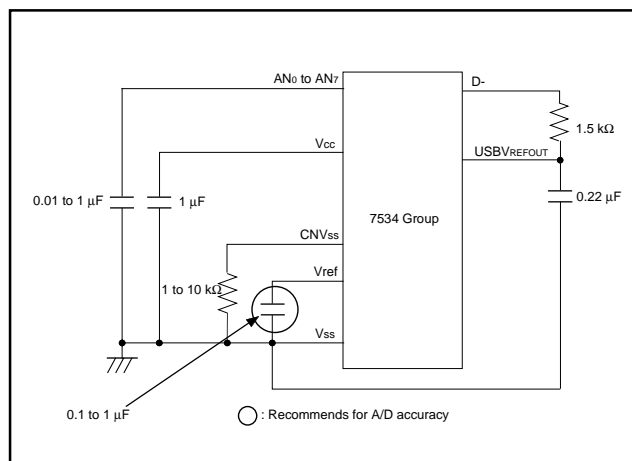 AN0 to AN7
D-
1.5 kΩ
Vcc
USBVREFOUT
0.01 to 1 μF
1 μF
0.22 μF
7534 Group
CNVss
Vref
1 to 10 kΩ
Vss
0.1 to 1 μF
: Recommends for A/D accuracy